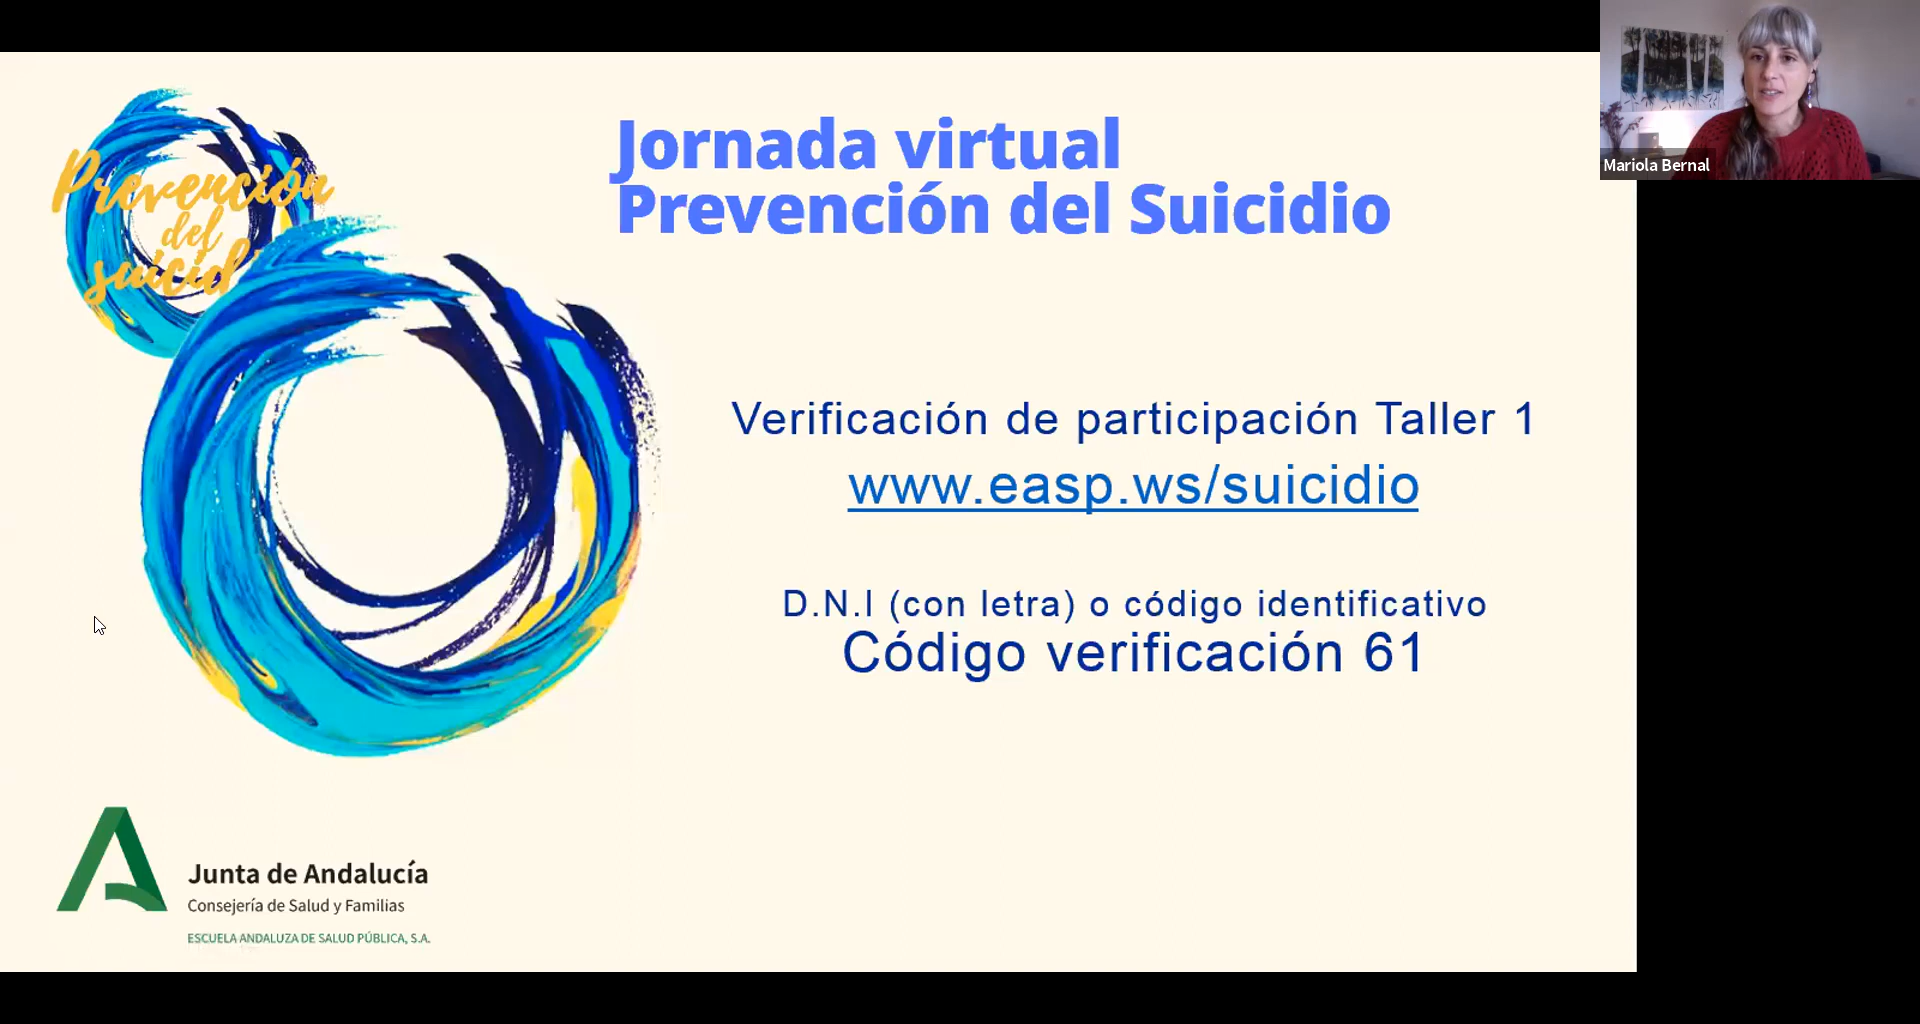 Prevención
del
Jornada virtual
Prevención del Suicidio
Mariola Bernal
Verificación de participación Taller 1
www.easp.ws/suicidio
D.N.I (con letra) o código identificativo
Código verificación 61
Junta de Andalucía
Consejería de Salud y Familias
ESCUELA ANDALUZA DE SALUD PÚBLICA, S.A.